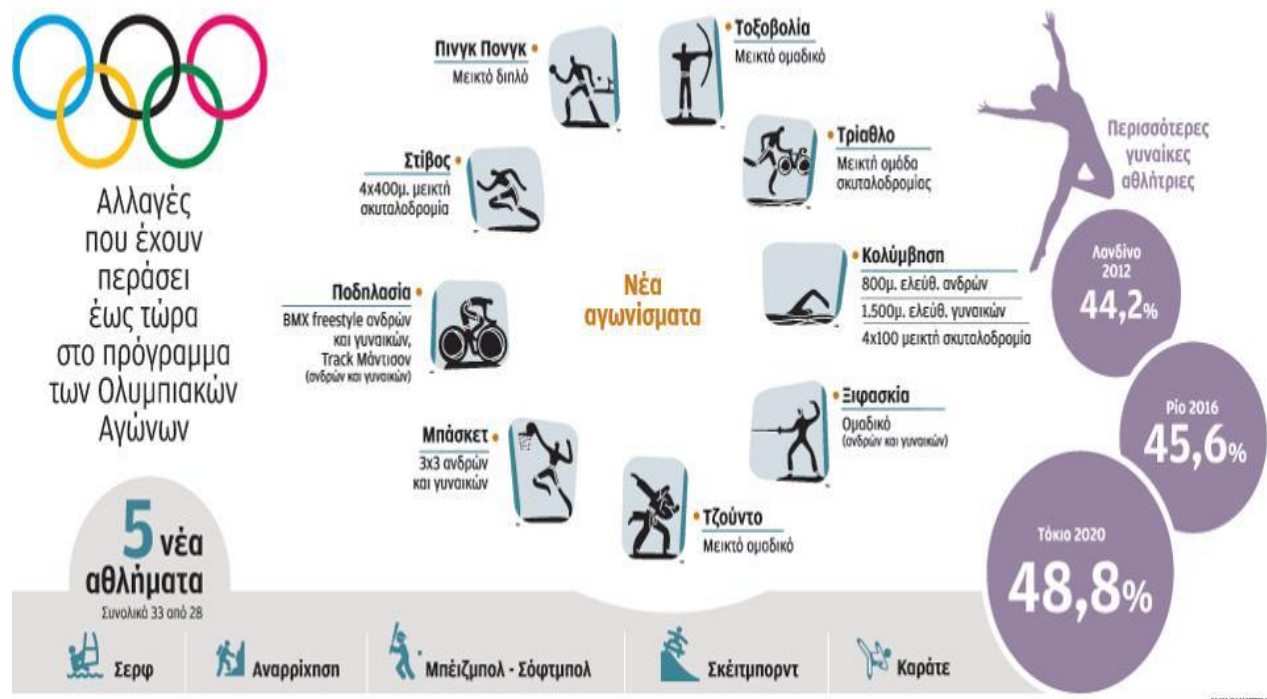 Αλλαγές
που έχουν
περάσει
έως τώρα
στο πρόγραμμα
των Ολυμπιακών
Αγώνων
5 νέα
αθλήματα
Συνολικά 33 από 28
Νέα
αγωνίσματα
Πινγκ Πονγκ
Μεικτό διπλό
Στίβος
4x400μ. μεικτή
σκυταλοδρομία
Ποδηλασία
BMX freestyle ανδρών
και γυναικών,
Track Μάντισον
(ανδρών και γυναικών)
Μπάσκετ
3x3 ανδρών
και γυναικών
Τοξοβολία
Μεικτό ομαδικό
Τρίαθλο
Μεικτή ομάδα
σκυταλοδρομίας
Κολύμβηση
800μ. ελεύθ. ανδρών
1.500μ. ελεύθ. γυναικών
4x100 μεικτή σκυταλοδρομία
Ξιφασκία
Ομαδικό
(ανδρών και γυναικών)
Τζούντο
Μεικτό ομαδικό
Περισσότερες
γυναίκες
αθλήτριες
Λονδίνο
2012
44,2%
Ρίο 2016
45,6%
Τόκιο 2020
48,8%
Σερφ
Αναρρίχηση
Μπέιζμπολ - Σόφτμπολ
Σκέιτμπορντ
Καράτε